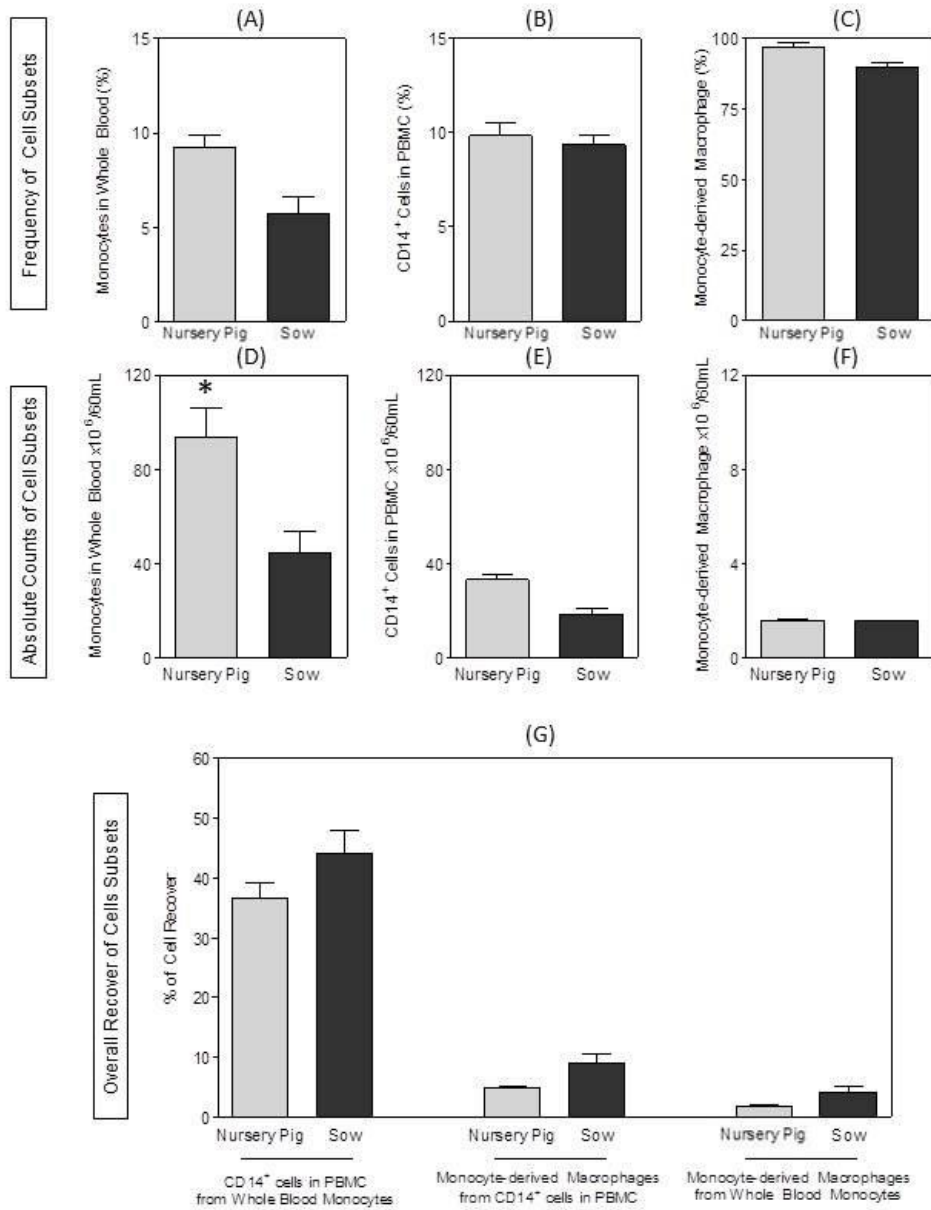 (A)
(B)
(C)
Frequency of Cell Subsets
Monocytes in Whole Blood (%)
15
10
5
0
Nursery Pig Sow
CD14⁺ Cells in PBMC (%)
15
10
5
0
Nursery Pig Sow
Monocyte-derived Macrophage (%)
100
75
50
25
0
Nursery Pig Sow
(D)
(E)
(F)
Absolute Counts of Cell Subsets
Monocytes in Whole Blood x10⁶/60mL
120
80
40
0
*
Nursery Pig Sow
CD14⁺ Cells in PBMC x10⁶/60mL
120
80
40
0
Nursery Pig Sow
Monocyte-derived Macrophage x10⁶/60mL
12
8
4
0
Nursery Pig Sow
(G)
Overall Recover of Cells Subsets
% of Cell Recover
60
50
40
30
20
10
0
Nursery Pig Sow Nursery Pig Sow Nursery Pig Sow
CD14⁺ cells in PBMC
from Whole Blood Monocytes
Monocyte-derived Macrophages
from CD14⁺ cells in PBMC
Monocyte-derived Macrophages
from Whole Blood Monocytes